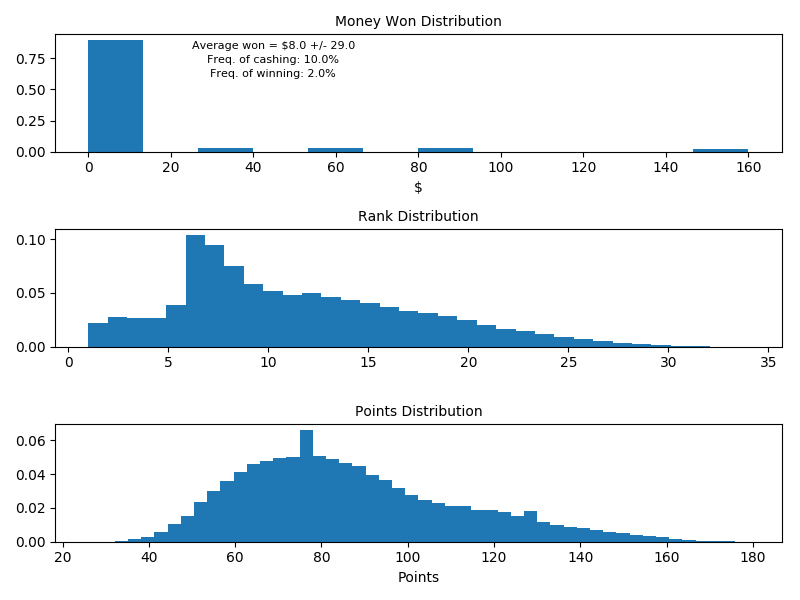 Money Won Distribution
Average won = $8.0 +/- 29.0
Freq. of cashing: 10.0%
Freq. of winning: 2.0%
0.75
0.50
0.25
0.00
0 20 40 60 80 100 120 140 160
$
Rank Distribution
0.10
0.05
0.00
0 5 10 15 20 25 30 35
Points Distribution
0.06
0.04
0.02
0.00
20 40 60 80 100 120 140 160 180
Points